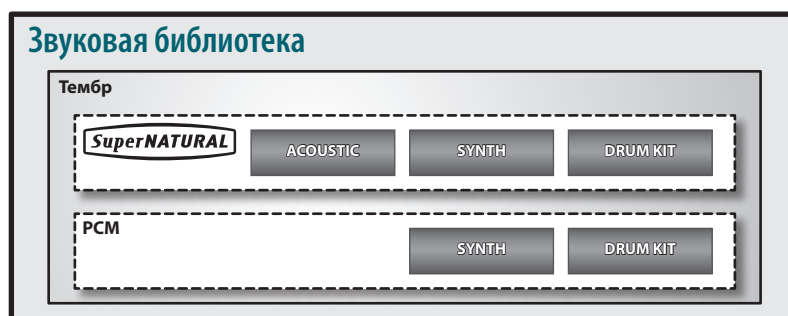 Звуковая библиотека
Тембр
SuperNATURAL ACOUSTIC SYNTH DRUM KIT
PCM
SYNTH DRUM KIT